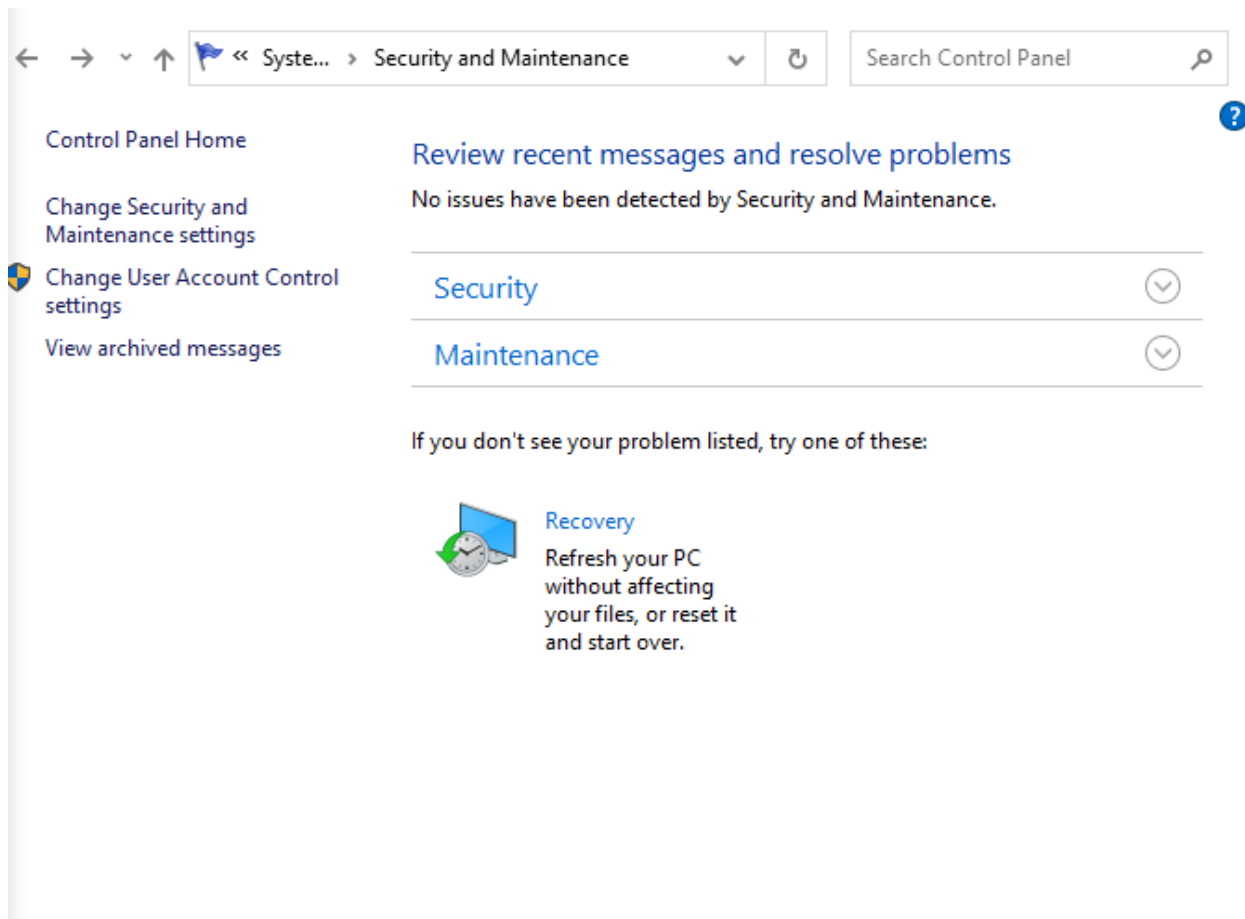 « Syste... › Security and Maintenance
Search Control Panel
?
Control Panel Home
Change Security and
Maintenance settings
Change User Account Control
settings
View archived messages
Review recent messages and resolve problems
No issues have been detected by Security and Maintenance.
Security
Maintenance
If you don't see your problem listed, try one of these:
Recovery
Refresh your PC
without affecting
your files, or reset it
and start over.